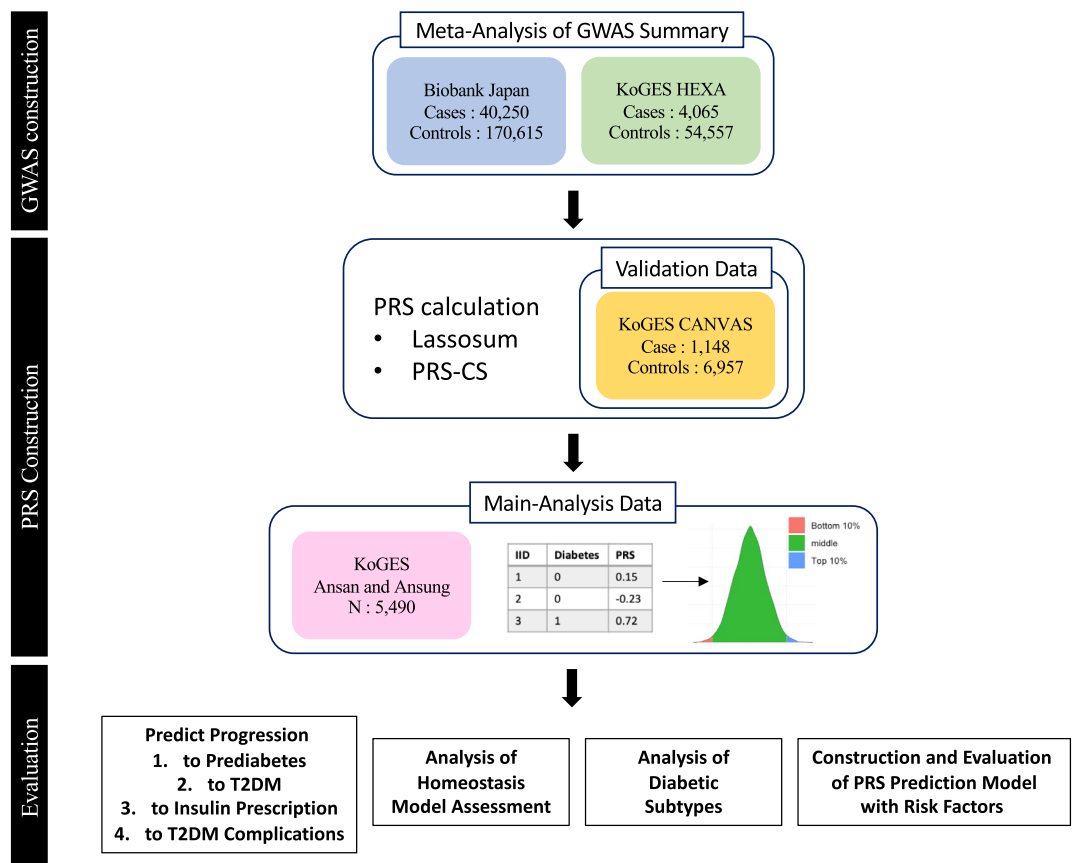 GWAS construction
Meta-Analysis of GWAS Summary
Biobank Japan
Cases : 40,250
Controls : 170,615
KoGES HEXA
Cases : 4,065
Controls : 54,557
PRS Construction
PRS calculation
• Lassosum
• PRS-CS
Validation Data
KoGES CANVAS
Case : 1,148
Controls : 6,957
Main-Analysis Data
KoGES
Ansan and Ansung
N : 5,490
IID Diabetes PRS
1 0 0.15
2 0 -0.23
3 1 0.72
Bottom 10%
middle
Top 10%
Evaluation
Predict Progression
1. to Prediabetes
2. to T2DM
3. to Insulin Prescription
4. to T2DM Complications
Analysis of
Homeostasis
Model Assessment
Analysis of
Diabetic
Subtypes
Construction and Evaluation
of PRS Prediction Model
with Risk Factors